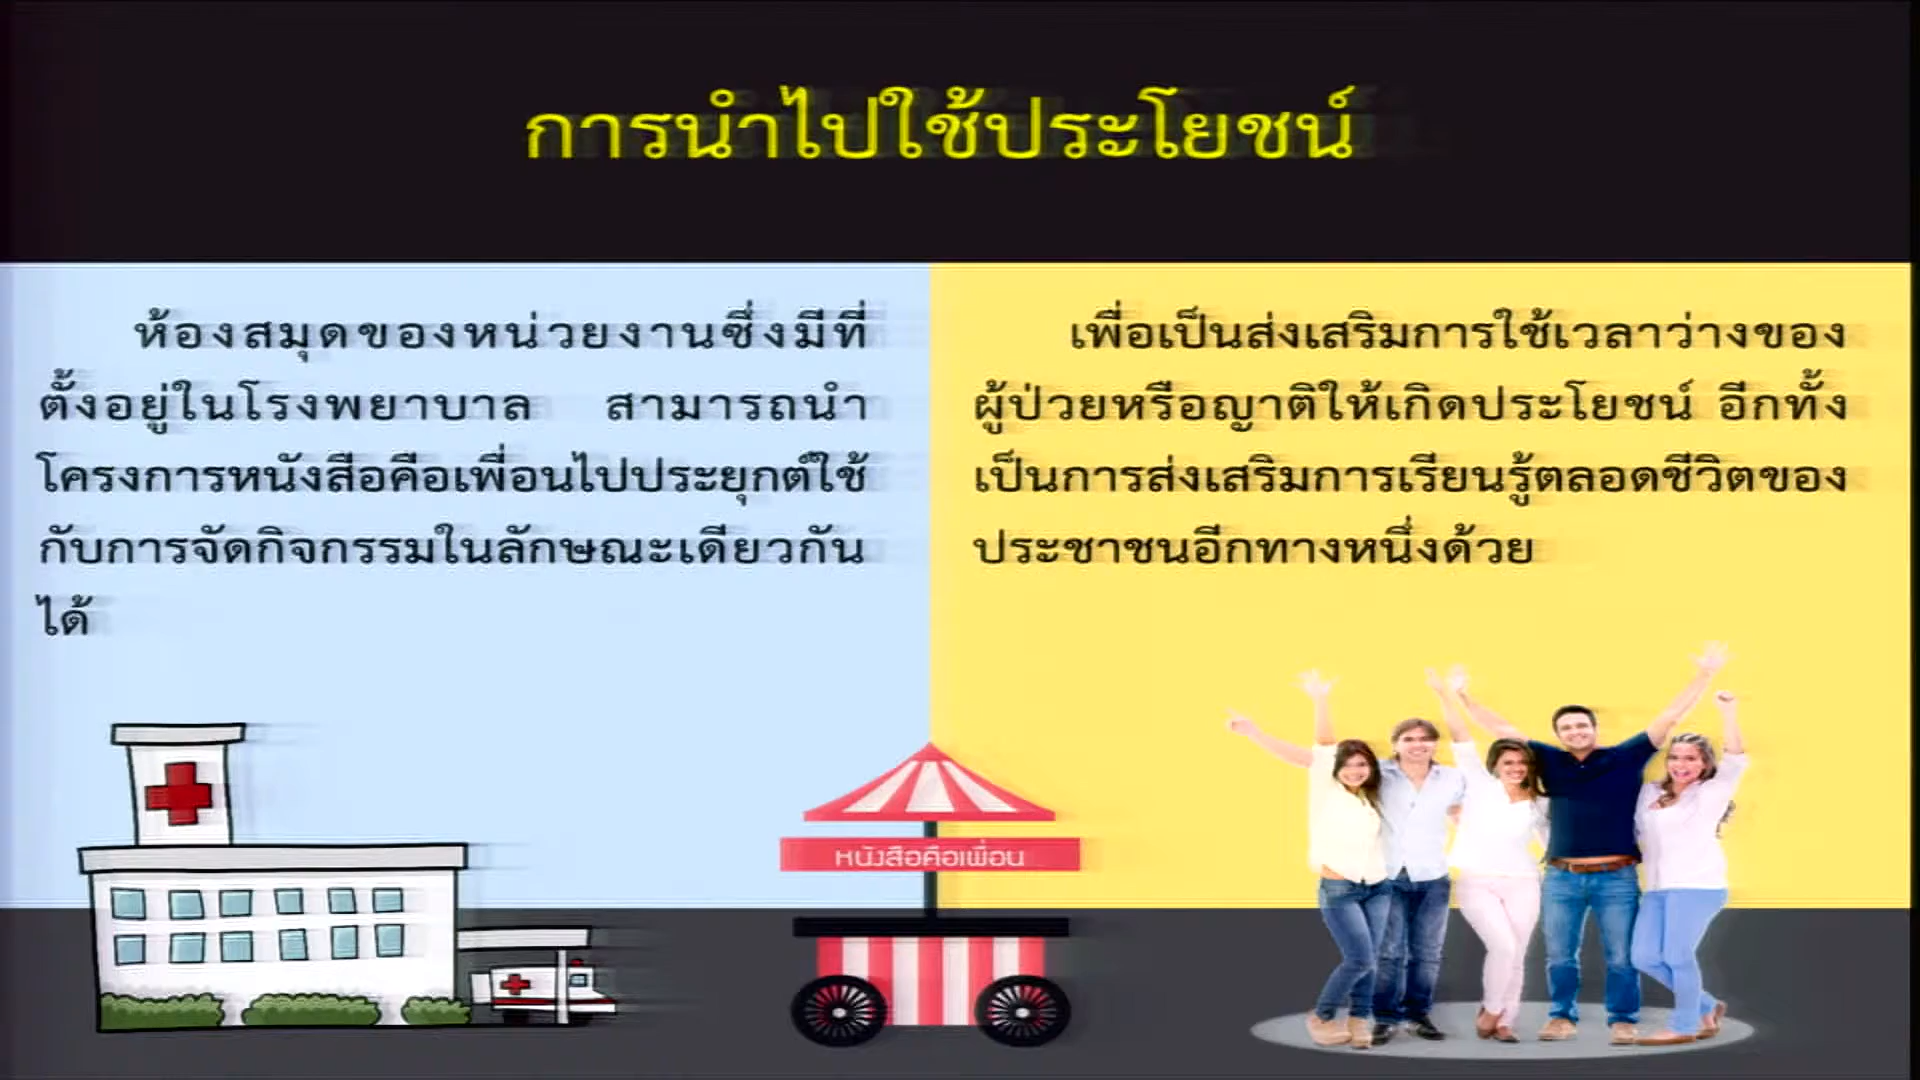 การนำไปใช้ประโยชน์
ห้องสมุดของหน่วยงานซึ่งมีที่
ตั้งอยู่ในโรงพยาบาล สามารถนำ
โครงการหนังสือคือเพื่อนไปประยุกต์ใช้
กับการจัดกิจกรรมในลักษณะเดียวกัน
ได้
เพื่อเป็นส่งเสริมการใช้เวลาว่างของ
ผู้ป่วยหรือญาติให้เกิดประโยชน์ อีกทั้ง
เป็นการส่งเสริมการเรียนรู้ตลอดชีวิตของ
ประชาชนอีกทางหนึ่งด้วย
หนังสือคือเพื่อน